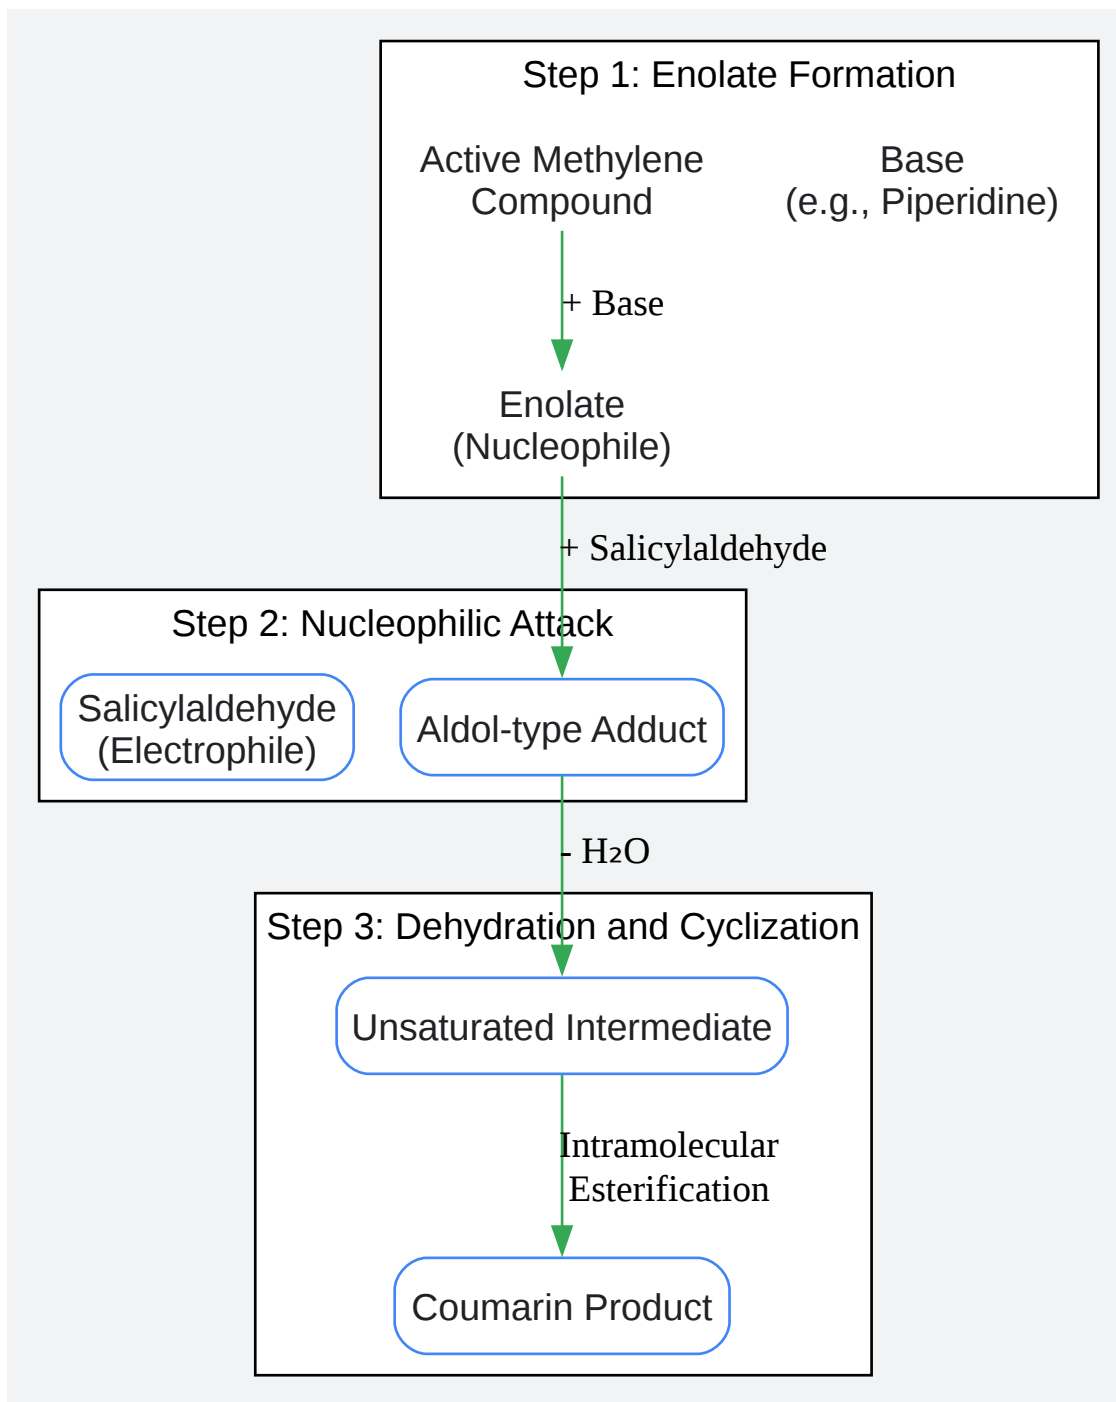 Step 1: Enolate Formation
Active Methylene
Compound
Base
(e.g., Piperidine)
+ Base
Enolate
(Nucleophile)
+ Salicylaldehyde
Step 2: Nucleophilic Attack
Salicylaldehyde
(Electrophile)
Aldol-type Adduct
- H₂O
Step 3: Dehydration and Cyclization
Unsaturated Intermediate
Intramolecular
Esterification
Coumarin Product